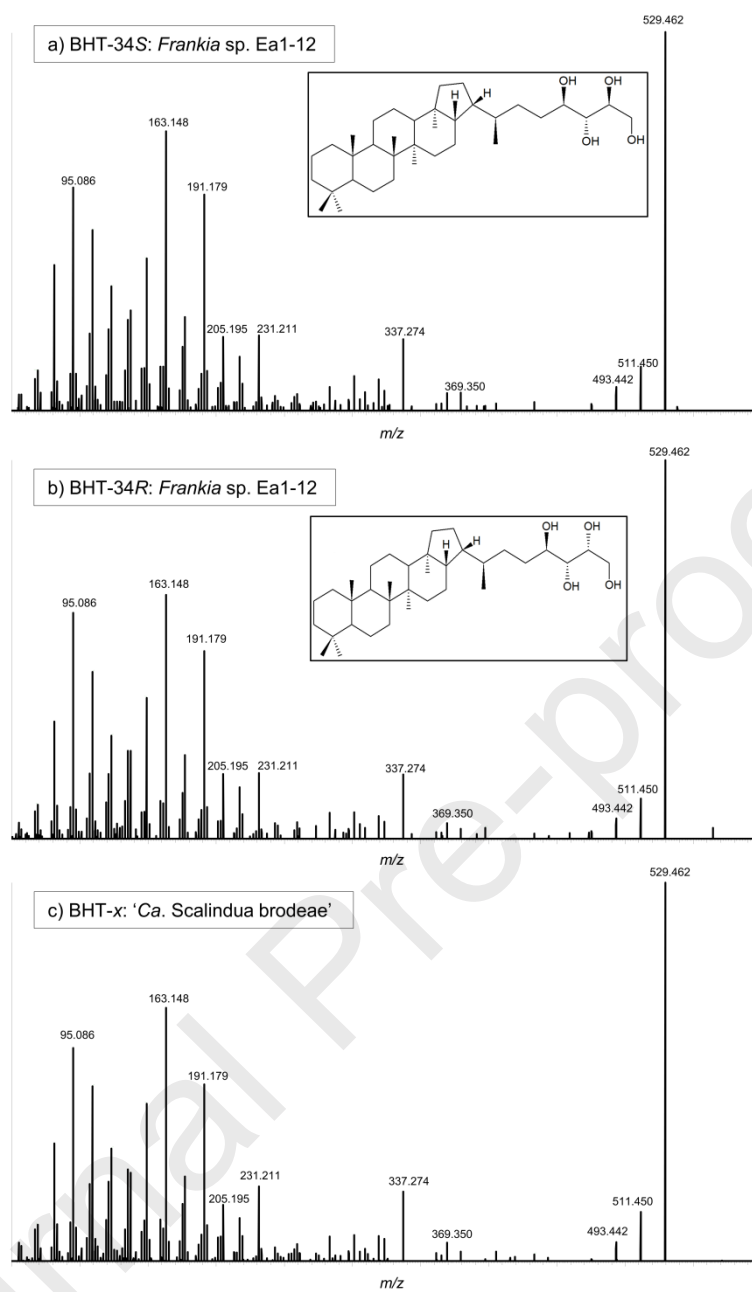 529.462
a) BHT-34S: Frankia sp. Ea1-12
H
H
OH
OH
OH
OH
163.148
95.086
191.179
205.195
231.211
337.274
369.350
493.442
511.450
m/z
529.462
b) BHT-34R: Frankia sp. Ea1-12
H
H
OH
OH
OH
OH
163.148
95.086
191.179
205.195
231.211
337.274
369.350
493.442
511.450
m/z
529.462
c) BHT-x: ‘Ca. Scalindua brodeae’
163.148
95.086
191.179
231.211
205.195
337.274
369.350
493.442
511.450
m/z
urnal Pre-proo